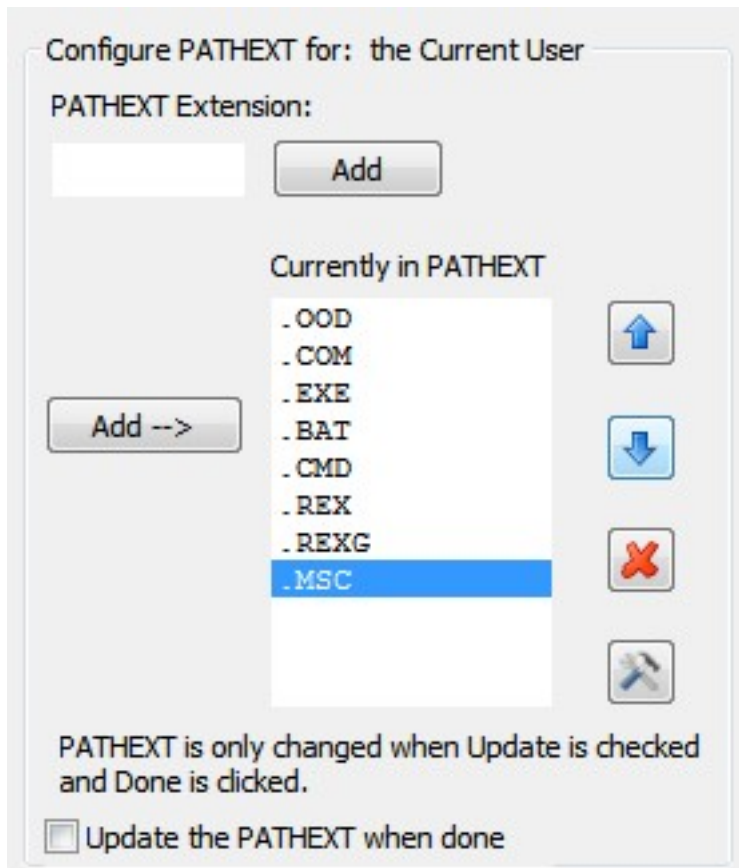 Configure PATHEXT for: the Current User
PATHEXT Extension:
Add
Currently in PATHEXT
.OOD
.COM
.EXE
Add -->
.BAT
.CMD
.REX
.REXG
.MSC
PATHEXT is only changed when Update is checked
and Done is clicked.
Update the PATHEXT when done